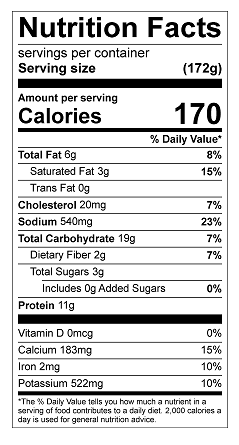 Nutrition Facts
servings per container
Serving size (172g)
Amount per serving
Calories 170
% Daily Value*
Total Fat 6g 8%
Saturated Fat 3g 15%
Trans Fat 0g
Cholesterol 20mg 7%
Sodium 540mg 23%
Total Carbohydrate 19g 7%
Dietary Fiber 2g 7%
Total Sugars 3g
Includes 0g Added Sugars 0%
Protein 11g
Vitamin D 0mcg 0%
Calcium 183mg 15%
Iron 2mg 10%
Potassium 522mg 10%
*The % Daily Value tells you how much a nutrient in a
serving of food contributes to a daily diet. 2,000 calories a
day is used for general nutrition advice.